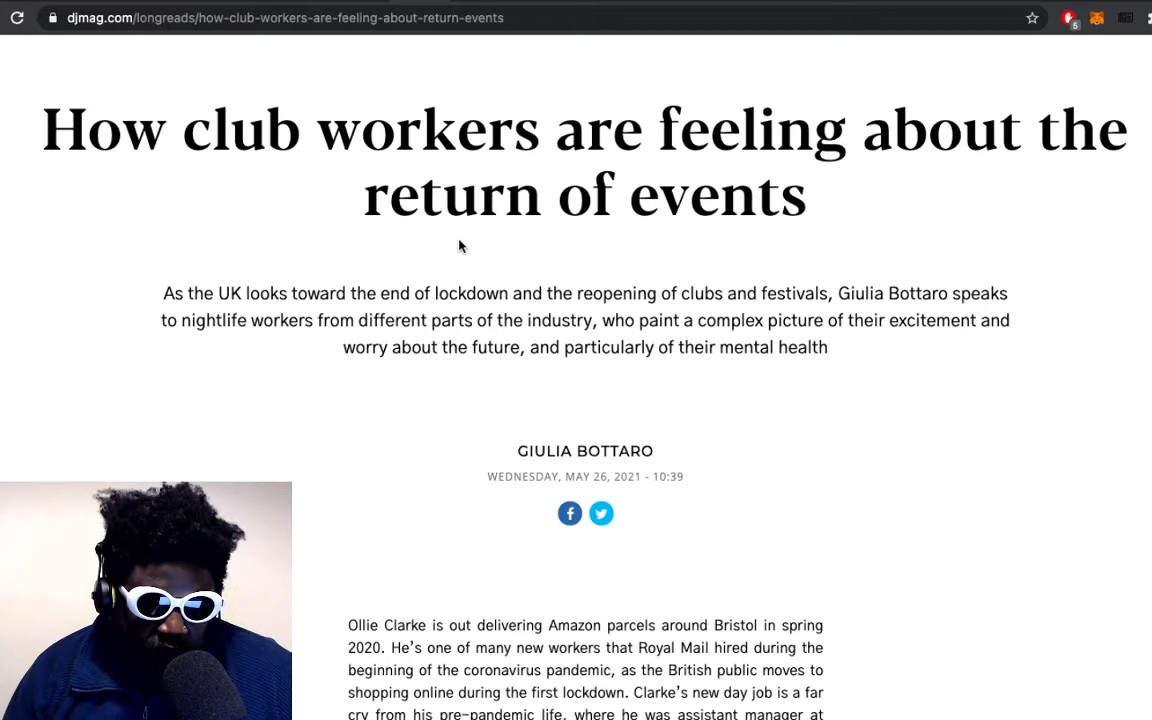 djmag.com/longreads/how-club-workers-are-feeling-about-return-events
5
How club workers are feeling about the
return of events
As the UK looks toward the end of lockdown and the reopening of clubs and festivals, Giulia Bottaro speaks
to nightlife workers from different parts of the industry, who paint a complex picture of their excitement and
worry about the future, and particularly of their mental health
GIULIA BOTTARO
WEDNESDAY, MAY 26, 2021 - 10:39
Ollie Clarke is out delivering Amazon parcels around Bristol in spring
2020. He's one of many new workers that Royal Mail hired during the
beginning of the coronavirus pandemic, as the British public moves to
shopping online during the first lockdown. Clarke's new day job is a far
cry from his pre-pandemic life, where he was assistant manager at